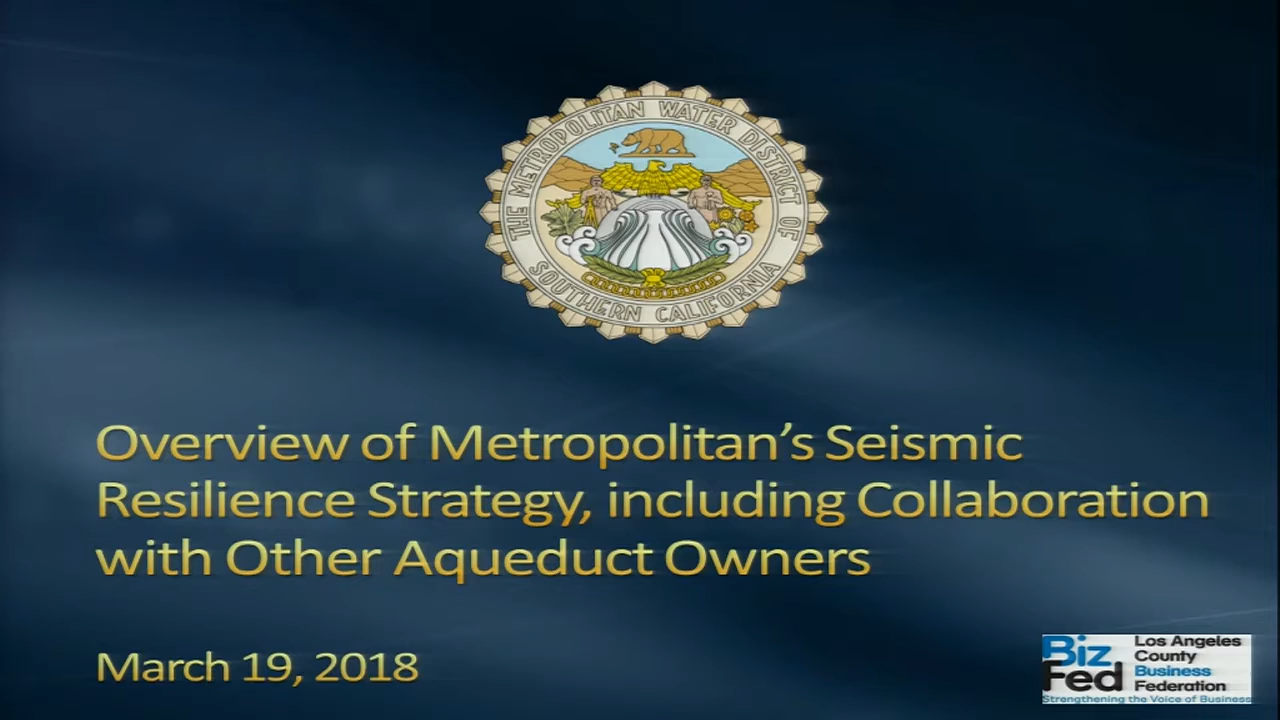 THE METROPOLITAN WATER DISTRICT OF
SOUTHERN CALIFORNIA
Overview of Metropolitan's Seismic
Resilience Strategy, including Collaboration
with Other Aqueduct Owners
March 19, 2018
Biz
Fed
Los Angeles
County
Business
Federation
Strengthening the Voice of Business